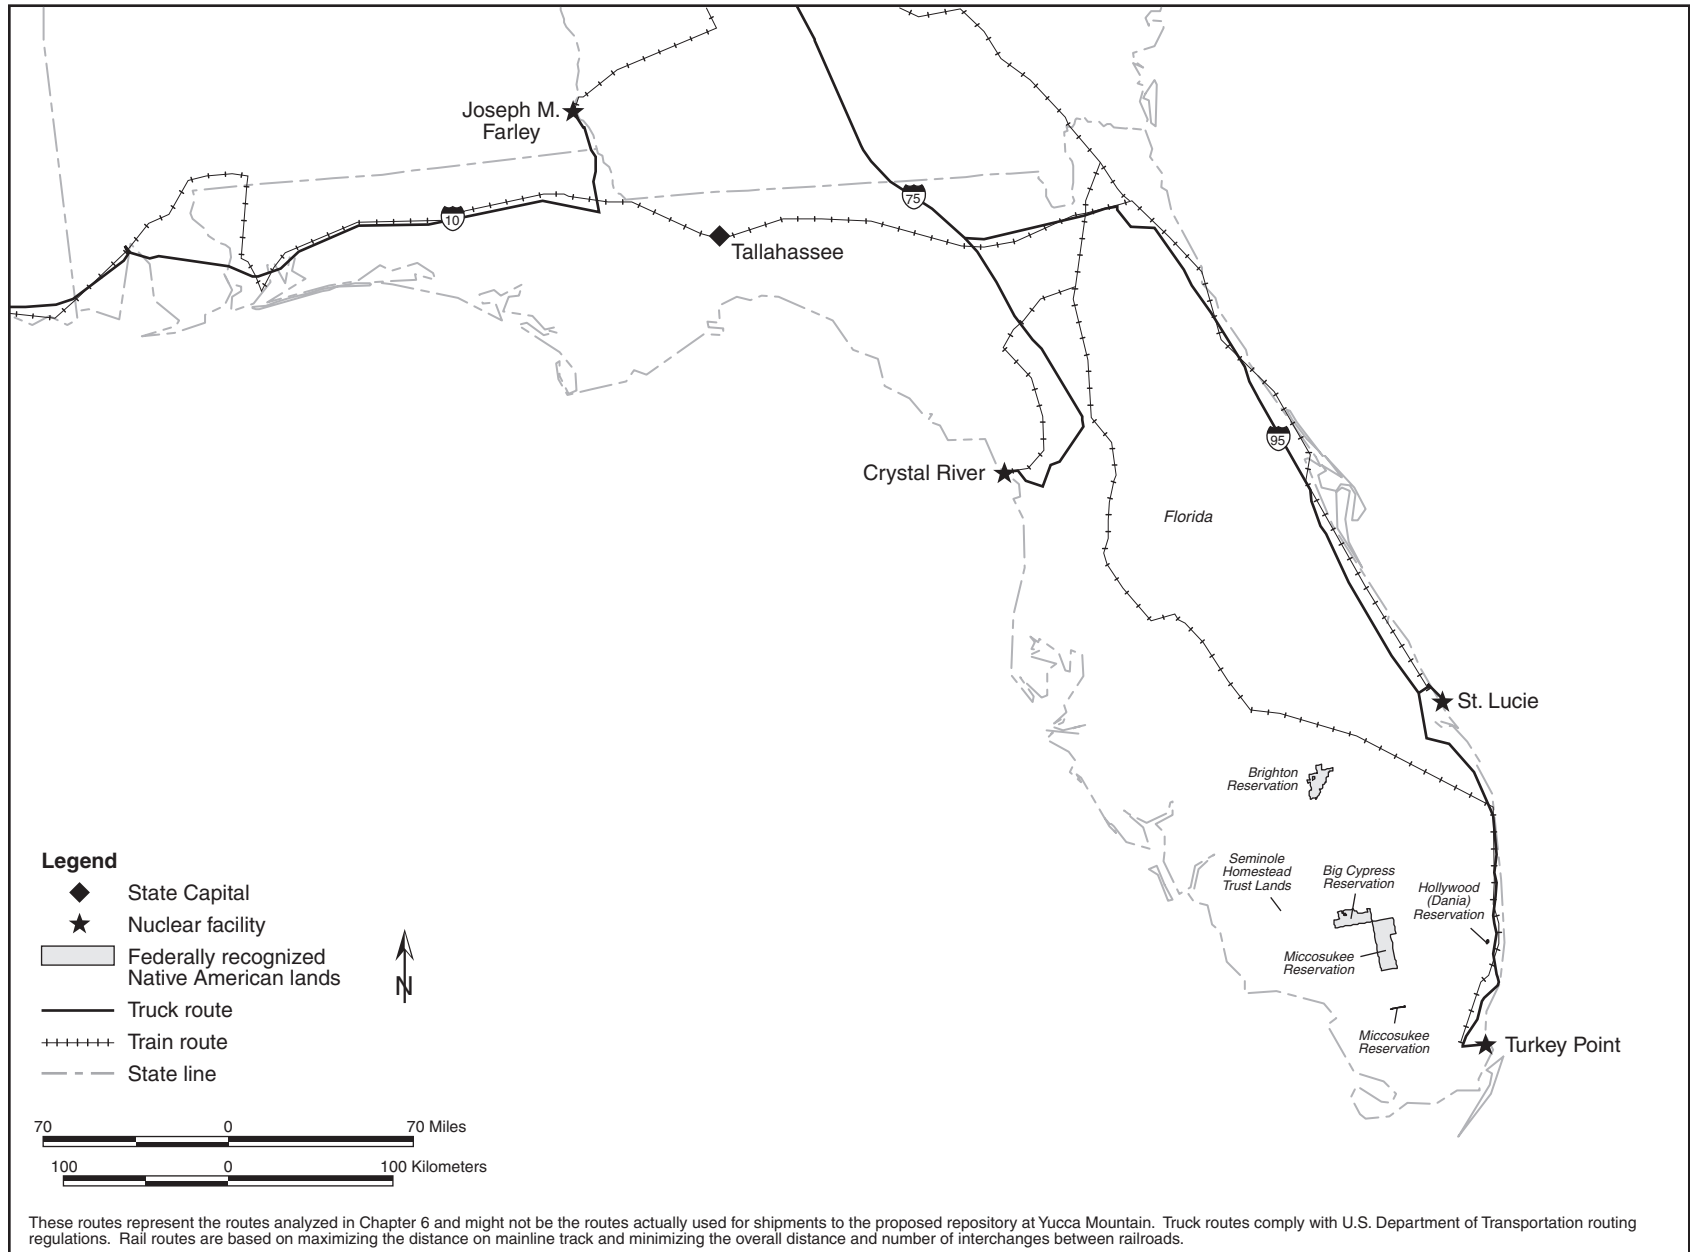 Joseph M.
Farley
75
10
Tallahassee
95
Crystal River
Florida
St. Lucie
Brighton
Reservation
Seminole
Homestead
Trust Lands
Big Cypress
Reservation
Hollywood
(Dania)
Reservation
Miccosukee
Reservation
Miccosukee
Reservation
Turkey Point
Legend
State Capital
Nuclear facility
Federally recognized
Native American lands
Truck route
Train route
State line
N
70 0 70 Miles
100 0 100 Kilometers
These routes represent the routes analyzed in Chapter 6 and might not be the routes actually used for shipments to the proposed repository at Yucca Mountain. Truck routes comply with U.S. Department of Transportation routing
regulations. Rail routes are based on maximizing the distance on mainline track and minimizing the overall distance and number of interchanges between railroads.